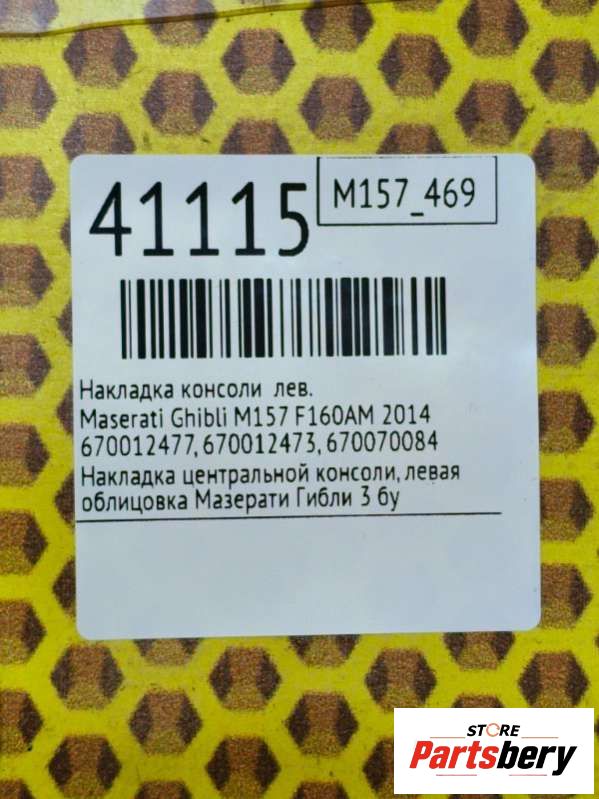 41115
M157_469
Накладка консоли лев.
Maserati Ghibli M157 F160AM 2014
670012477, 670012473, 670070084
Накладка центральной консоли, левая
облицовка Мазерати Гибли 3 бу
STORE
Partsbery